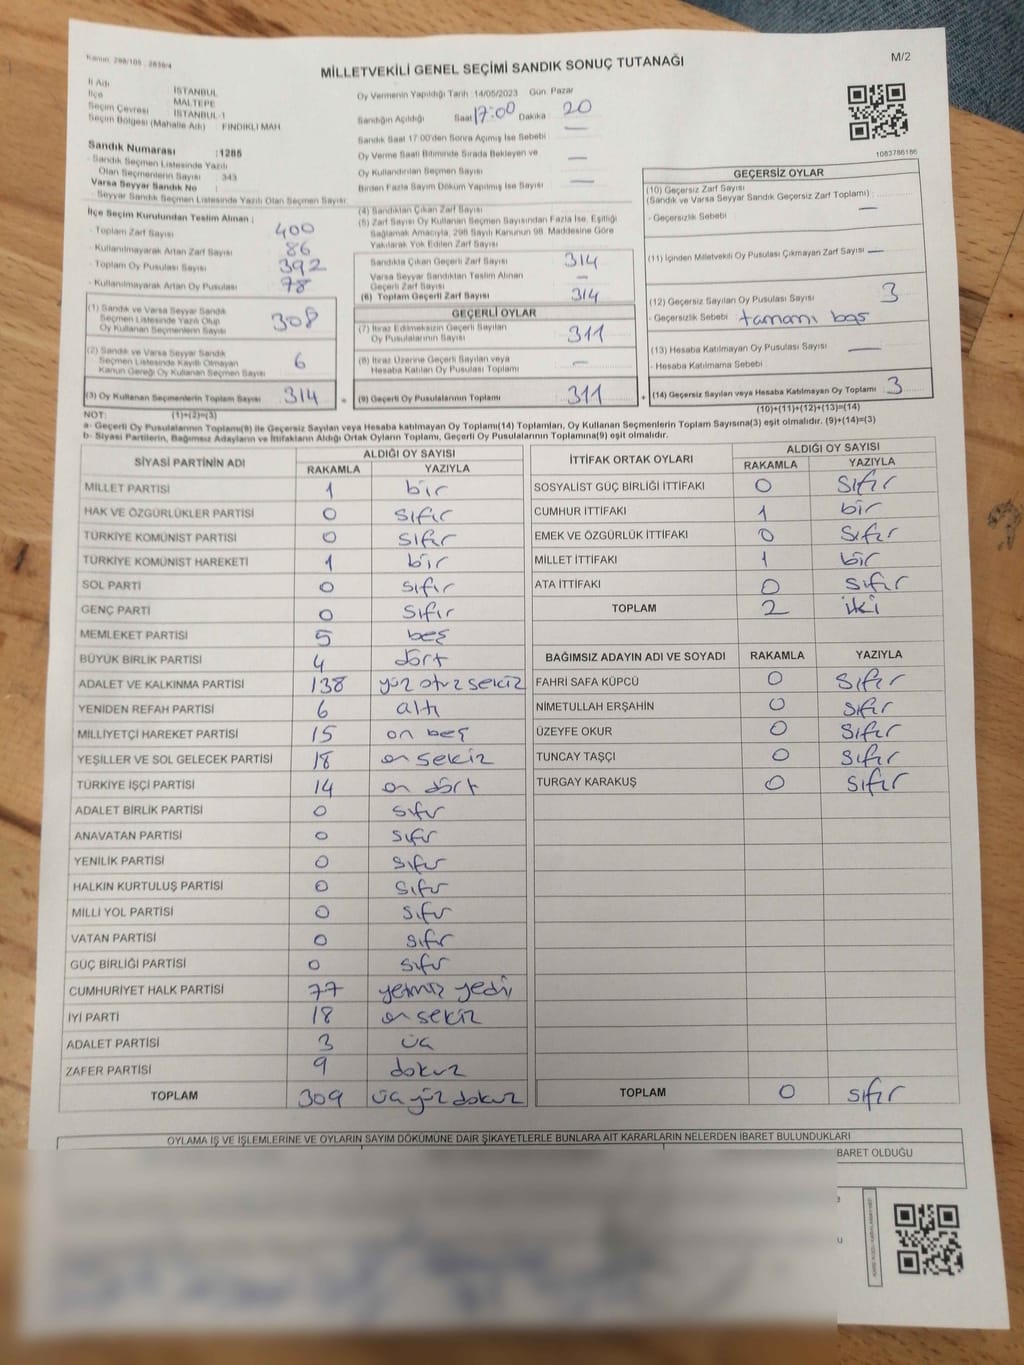 Kanun: 298/105 - 2839/4
MİLLETVEKİLİ GENEL SEÇİMİ SANDIK SONUÇ TUTANAĞI
M/2
İl Adı : İSTANBUL
İlçe : MALTEPE
Seçim Çevresi : İSTANBUL-1
Seçim Bölgesi (Mahalle Adı) : FINDIKLI MAH
Sandık Numarası :1285
- Sandık Seçmen Listesinde Yazılı Olan Seçmen Sayısı : 343
Varsa Seyyar Sandık No :
- Seyyar Sandık Seçmen Listesinde Yazılı Olan Seçmen Sayısı:
Oy Vermenin Yapıldığı Tarih :14/05/2023 Gün: Pazar
Sandığın Açıldığı Saat 17:00 Dakika 20
Sandık Saat 17:00'den Sonra Açılmış İse Sebebi —
Oy Verme Saati Bitiminde Sırada Bekleyen ve
Oy Kullandırılan Seçmen Sayısı —
Birden Fazla Sayım Döküm Yapılmış İse Sayısı —
1083786186
İlçe Seçim Kurulundan Teslim Alınan ;
- Toplam Zarf Sayısı 400
- Kullanılmayarak Artan Zarf Sayısı 86
- Toplam Oy Pusulası Sayısı 392
- Kullanılmayarak Artan Oy Pusulası 78
(1) Sandık ve Varsa Seyyar Sandık
Seçmen Listesinde Yazılı Olup
Oy Kullanan Seçmenlerin Sayısı 308
(2) Sandık ve Varsa Seyyar Sandık
Seçmen Listesinde Kayıtlı Olmayan
Kanun Gereği Oy Kullanan Seçmen Sayısı 6
(3) Oy Kullanan Seçmenlerin Toplam Sayısı 314
(4) Sandıktan Çıkan Zarf Sayısı
(5) Zarf Sayısı Oy Kullanan Seçmen Sayısından Fazla İse, Eşitliği
Sağlamak Amacıyla, 298 Sayılı Kanunun 98. Maddesine Göre
Yakılarak Yok Edilen Zarf Sayısı
Sandıkta Çıkan Geçerli Zarf Sayısı 314
Varsa Seyyar Sandıktan Teslim Alınan
Geçerli Zarf Sayısı —
(6) Toplam Geçerli Zarf Sayısı 314
GEÇERLİ OYLAR
(7) İtiraz Edilmeksizin Geçerli Sayılan
Oy Pusulalarının Sayısı 311
(8) İtiraz Üzerine Geçerli Sayılan veya
Hesaba Katılan Oy Pusulası Toplamı —
= (9) Geçerli Oy Pusulalarının Toplamı 311
GEÇERSİZ OYLAR
(10) Geçersiz Zarf Sayısı
(Sandık ve Varsa Seyyar Sandık Geçersiz Zarf Toplamı) :
- Geçersizlik Sebebi —
(11) İçinden Milletvekili Oy Pusulası Çıkmayan Zarf Sayısı —
(12) Geçersiz Sayılan Oy Pusulası Sayısı 3
- Geçersizlik Sebebi tamamı boş
(13) Hesaba Katılmayan Oy Pusulası Sayısı —
- Hesaba Katılmama Sebebi
+ (14) Geçersiz Sayılan veya Hesaba Katılmayan Oy Toplamı 3
NOT: (1)+(2)=(3)
(10)+(11)+(12)+(13)=(14)
a- Geçerli Oy Pusulalarının Toplamı(9) ile Geçersiz Sayılan veya Hesaba katılmayan Oy Toplamı(14) Toplamları, Oy Kullanan Seçmenlerin Toplam Sayısına(3) eşit olmalıdır. (9)+(14)=(3)
b- Siyasi Partilerin, Bağımsız Adayların ve İttifakların Aldığı Ortak Oyların Toplamı, Geçerli Oy Pusulalarının Toplamına(9) eşit olmalıdır.
SİYASİ PARTİNİN ADI
ALDIĞI OY SAYISI
RAKAMLA YAZIYLA
MİLLET PARTİSİ 1 bir
HAK VE ÖZGÜRLÜKLER PARTİSİ 0 sıfır
TÜRKİYE KOMÜNİST PARTİSİ 0 sıfır
TÜRKİYE KOMÜNİST HAREKETİ 1 bir
SOL PARTİ 0 sıfır
GENÇ PARTİ 0 sıfır
MEMLEKET PARTİSİ 5 beş
BÜYÜK BİRLİK PARTİSİ 4 dört
ADALET VE KALKINMA PARTİSİ 138 yüz otuz sekiz
YENİDEN REFAH PARTİSİ 6 altı
MİLLİYETÇİ HAREKET PARTİSİ 15 on beş
YEŞİLLER VE SOL GELECEK PARTİSİ 18 on sekiz
TÜRKİYE İŞÇİ PARTİSİ 14 on dört
ADALET BİRLİK PARTİSİ 0 sıfır
ANAVATAN PARTİSİ 0 sıfır
YENİLİK PARTİSİ 0 sıfır
HALKIN KURTULUŞ PARTİSİ 0 sıfır
MİLLİ YOL PARTİSİ 0 sıfır
VATAN PARTİSİ 0 sıfır
GÜÇ BİRLİĞİ PARTİSİ 0 sıfır
CUMHURİYET HALK PARTİSİ 77 yetmiş yedi
İYİ PARTİ 18 on sekiz
ADALET PARTİSİ 3 üç
ZAFER PARTİSİ 9 dokuz
TOPLAM 309 üç yüz dokuz
İTTİFAK ORTAK OYLARI
ALDIĞI OY SAYISI
RAKAMLA YAZIYLA
SOSYALİST GÜÇ BİRLİĞİ İTTİFAKI 0 sıfır
CUMHUR İTTİFAKI 1 bir
EMEK VE ÖZGÜRLÜK İTTİFAKI 0 sıfır
MİLLET İTTİFAKI 1 bir
ATA İTTİFAKI 0 sıfır
TOPLAM 2 iki
BAĞIMSIZ ADAYIN ADI VE SOYADI RAKAMLA YAZIYLA
FAHRİ SAFA KÜPCÜ 0 sıfır
NİMETULLAH ERŞAHİN 0 sıfır
ÜZEYFE OKUR 0 sıfır
TUNCAY TAŞÇI 0 sıfır
TURGAY KARAKUŞ 0 sıfır
TOPLAM 0 sıfır
OYLAMA İŞ VE İŞLEMLERİNE VE OYLARIN SAYIM DÖKÜMÜNE DAİR ŞİKAYETLERLE BUNLARA AİT KARARLARIN NELERDEN İBARET BULUNDUKLARI
BARET OLDUĞU